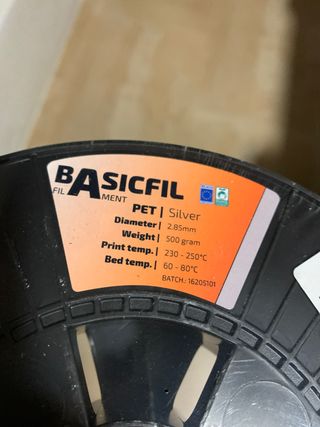 BASICFIL
FILAMENT
PET | Silver
Diameter | 2,85mm
Weight | 500 gram
Print temp. | 230 - 250°C
Bed temp. | 60 - 80°C
BATCH.: 16205101